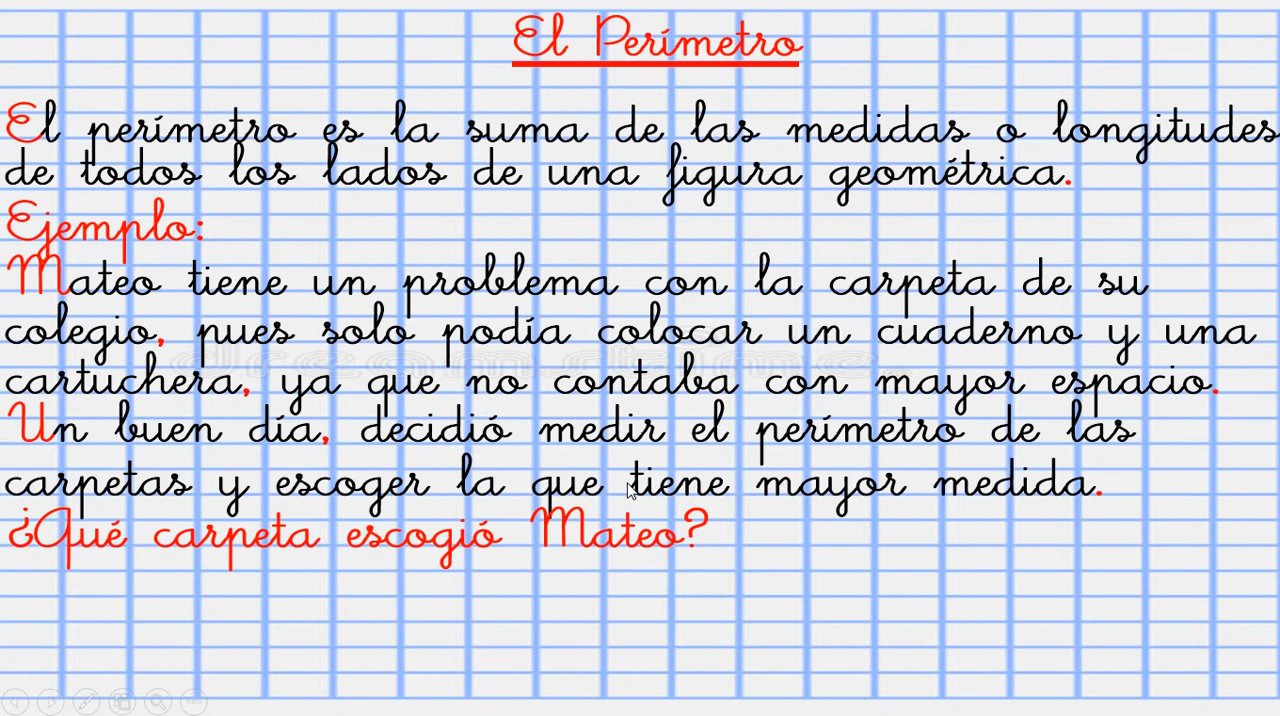 El Perímetro
El perímetro es la suma de las medidas o longitudes
de todos los lados de una figura geométrica.
Ejemplo:
Mateo tiene un problema con la carpeta de su
colegio, pues solo podía colocar un cuaderno y una
cartuchera, ya que no contaba con mayor espacio.
Un buen día, decidió medir el perímetro de las
carpetas y escoger la que tiene mayor medida.
¿Qué carpeta escogió Mateo?